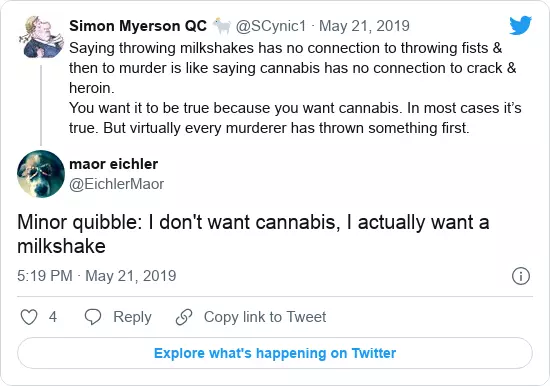 Simon Myerson QC 🐐 @SCynic1 · May 21, 2019
Saying throwing milkshakes has no connection to throwing fists &
then to murder is like saying cannabis has no connection to crack &
heroin.
You want it to be true because you want cannabis. In most cases it’s
true. But virtually every murderer has thrown something first.
maor eichler
@EichlerMaor
Minor quibble: I don't want cannabis, I actually want a
milkshake
5:19 PM · May 21, 2019
4 Reply Copy link to Tweet
Explore what's happening on Twitter